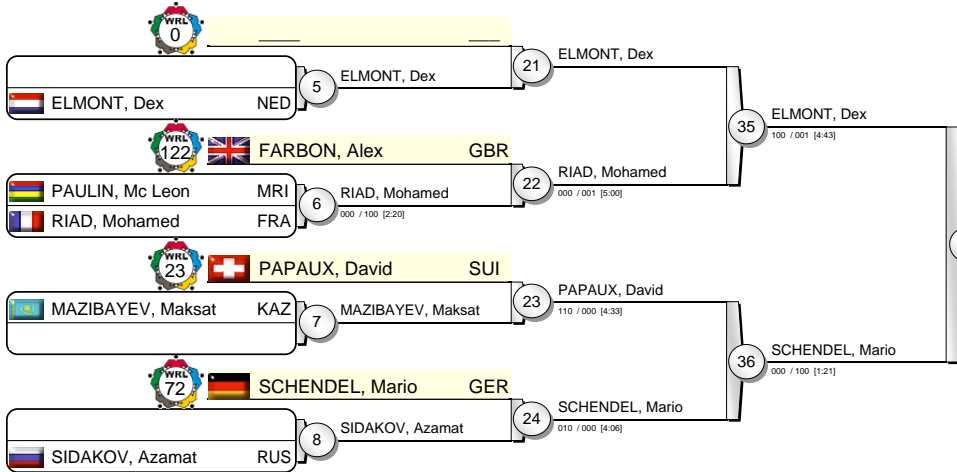 WRL
0 ____ ___
21 ELMONT, Dex
5 ELMONT, Dex
ELMONT, Dex NED
35 ELMONT, Dex
100 / 001 [4:43]
WRL
122 FARBON, Alex GBR
22 RIAD, Mohamed
000 / 001 [5:00]
PAULIN, Mc Leon MRI
6 RIAD, Mohamed
000 / 100 [2:20]
RIAD, Mohamed FRA
WRL
23 PAPAUX, David SUI
23 PAPAUX, David
110 / 000 [4:33]
MAZIBAYEV, Maksat KAZ
7 MAZIBAYEV, Maksat
36 SCHENDEL, Mario
000 / 100 [1:21]
WRL
72 SCHENDEL, Mario GER
24 SCHENDEL, Mario
010 / 000 [4:06]
8 SIDAKOV, Azamat
SIDAKOV, Azamat RUS